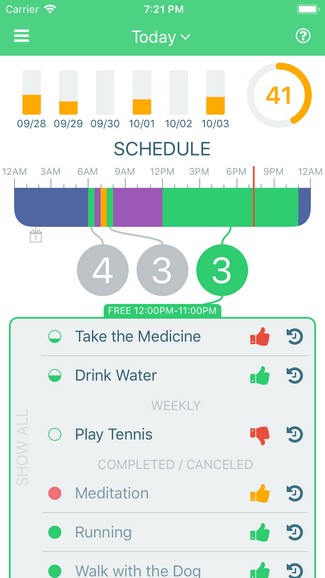 Carrier 7:21 PM
Today
09/28 09/29 09/30 10/01 10/02 10/03 41
SCHEDULE
12AM 3AM 6AM 9AM 12PM 3PM 6PM 9PM 12AM
1
4 3 3
FREE 12:00PM-11:00PM
SHOW ALL
Take the Medicine
Drink Water
WEEKLY
Play Tennis
COMPLETED / CANCELED
Meditation
Running
Walk with the Dog